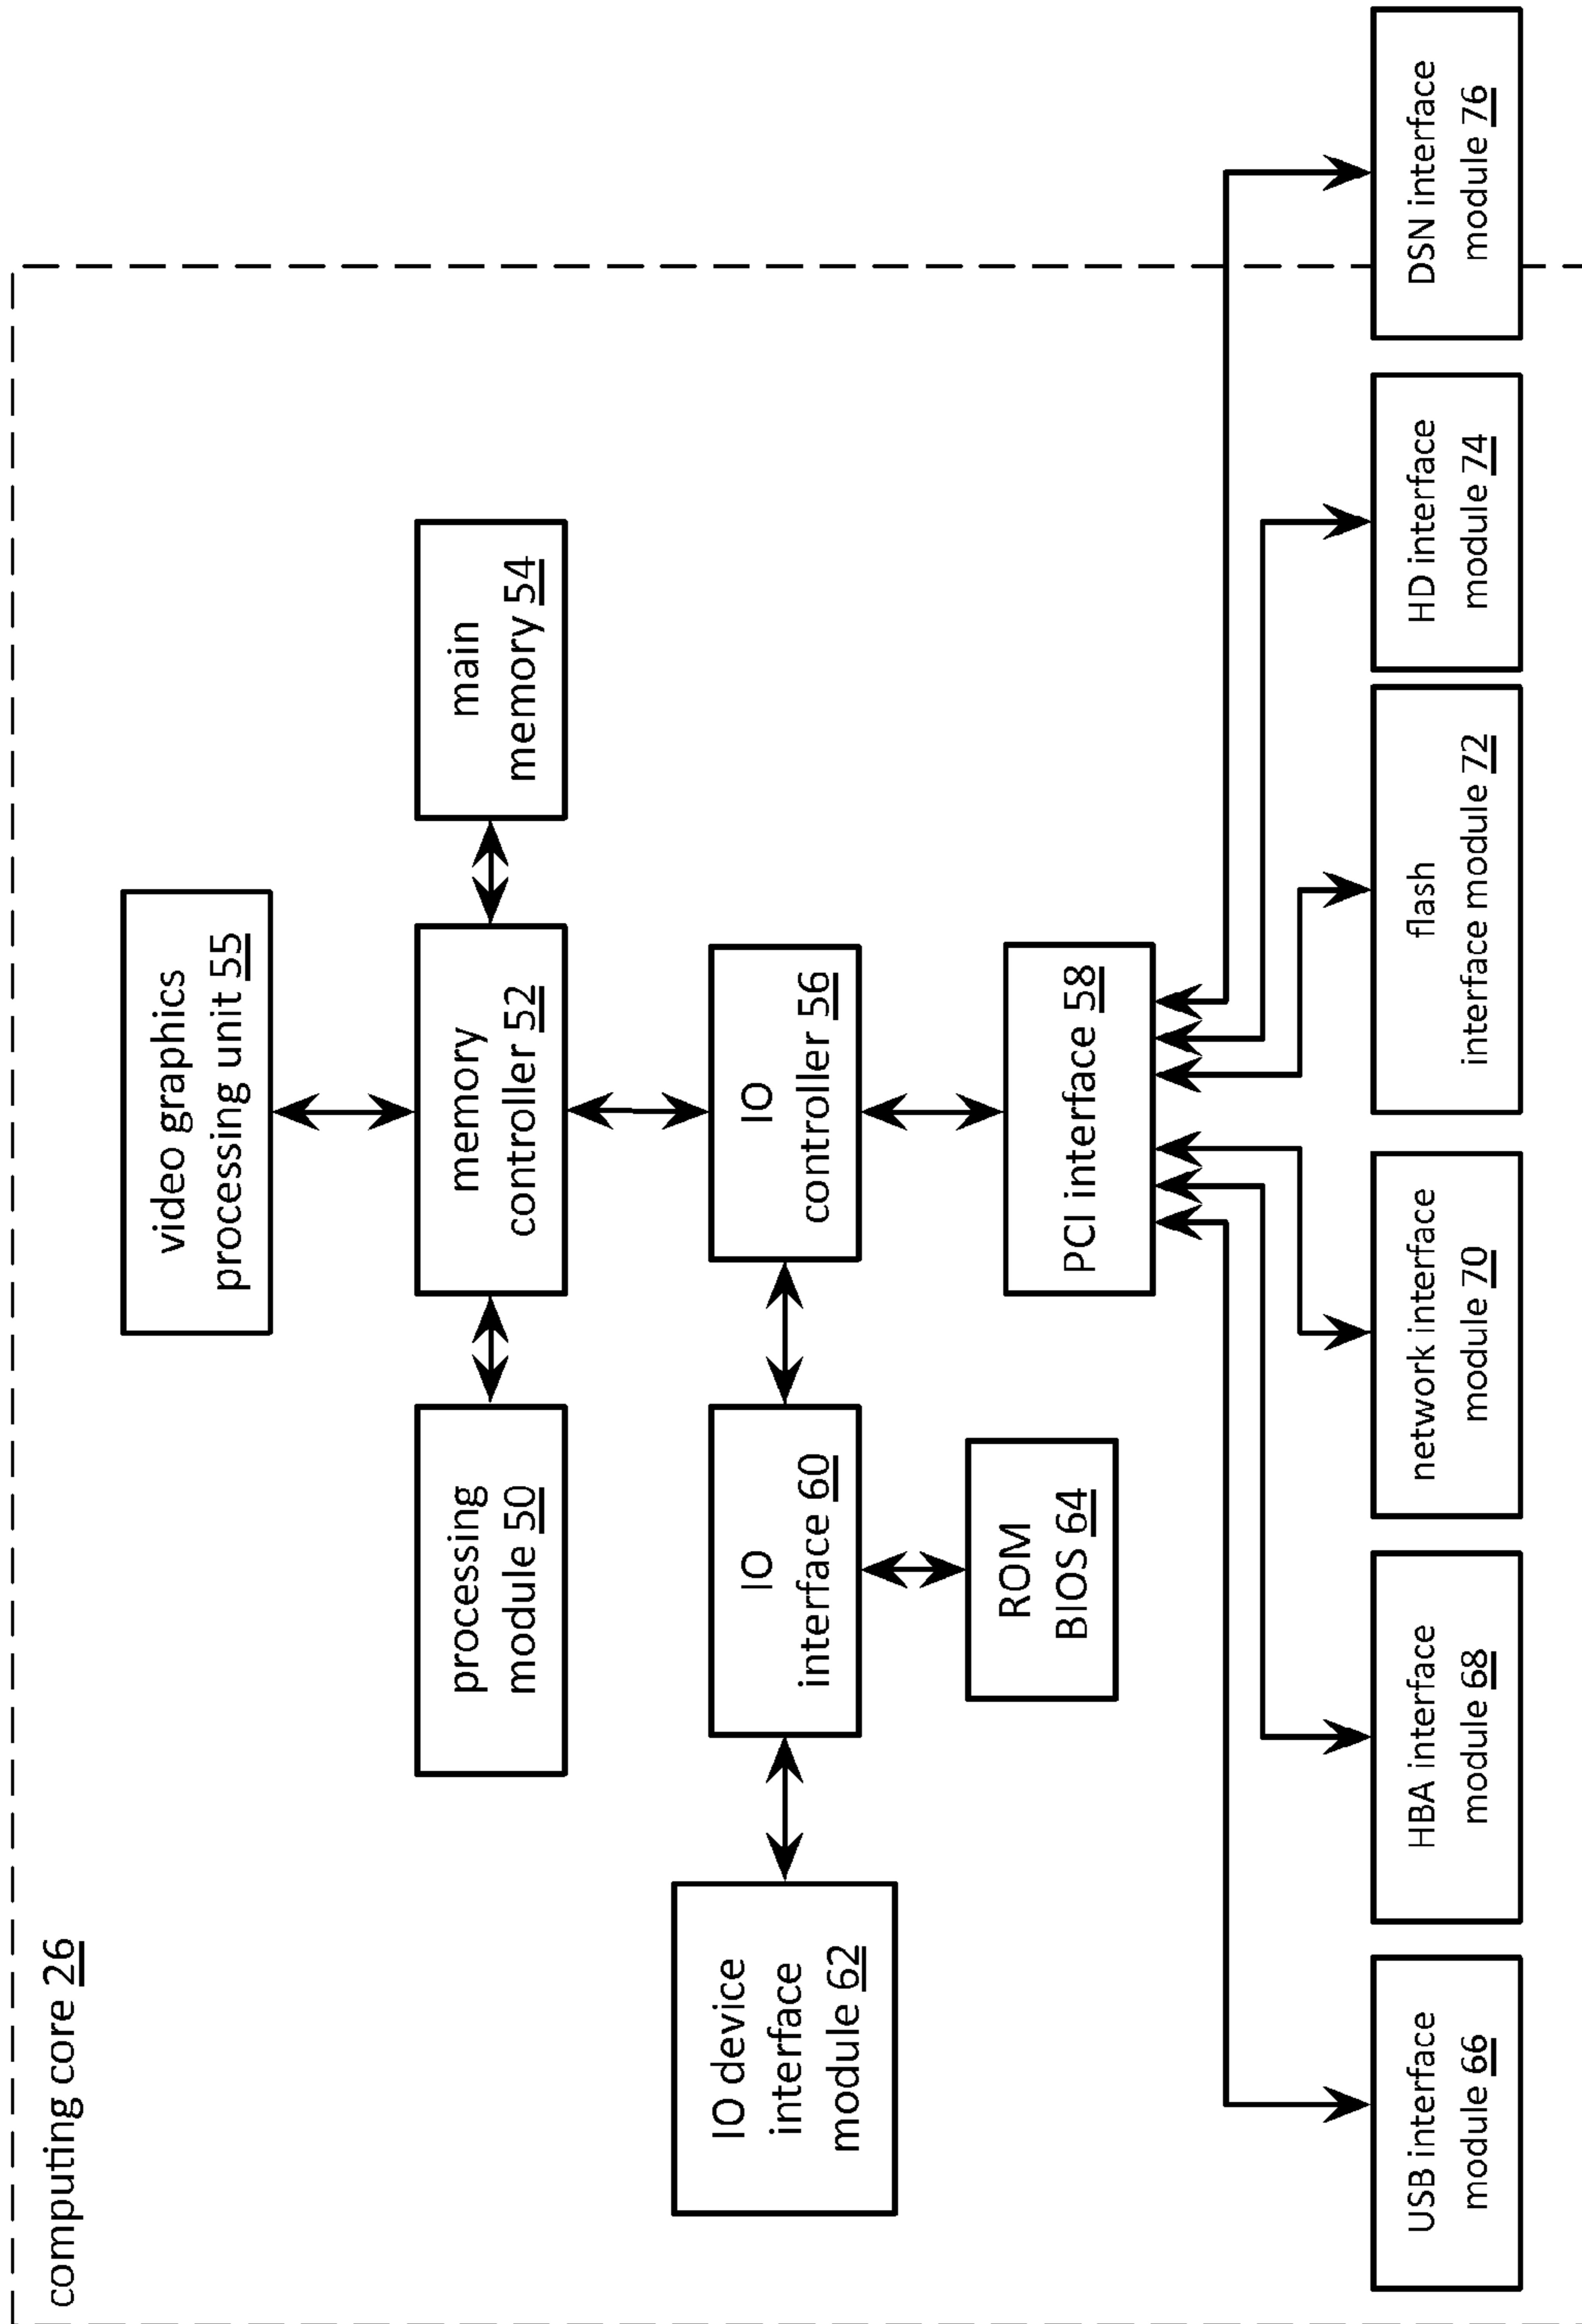 computing core 26
video graphics
processing unit 55
processing
module 50
memory
controller 52
main
memory 54
IO device
interface
module 62
IO
interface 60
IO
controller 56
ROM
BIOS 64
PCI interface 58
USB interface
module 66
HBA interface
module 68
network interface
module 70
flash
interface module 72
HD interface
module 74
DSN interface
module 76